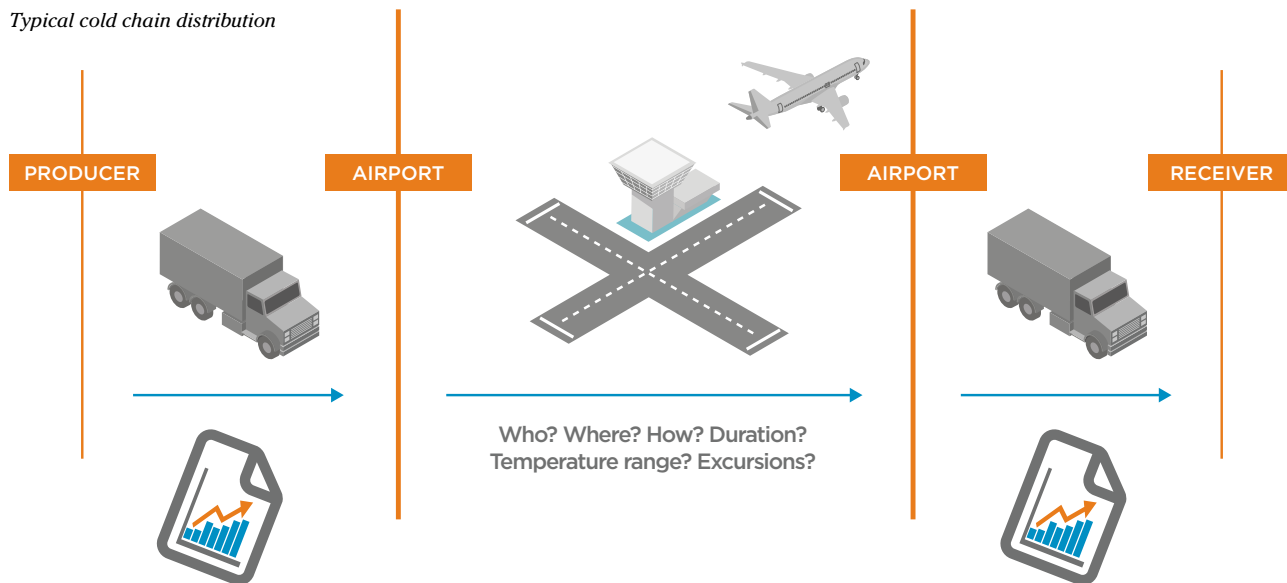 Typical cold chain distribution
PRODUCER
AIRPORT
AIRPORT
RECEIVER
Who? Where? How? Duration?
Temperature range? Excursions?